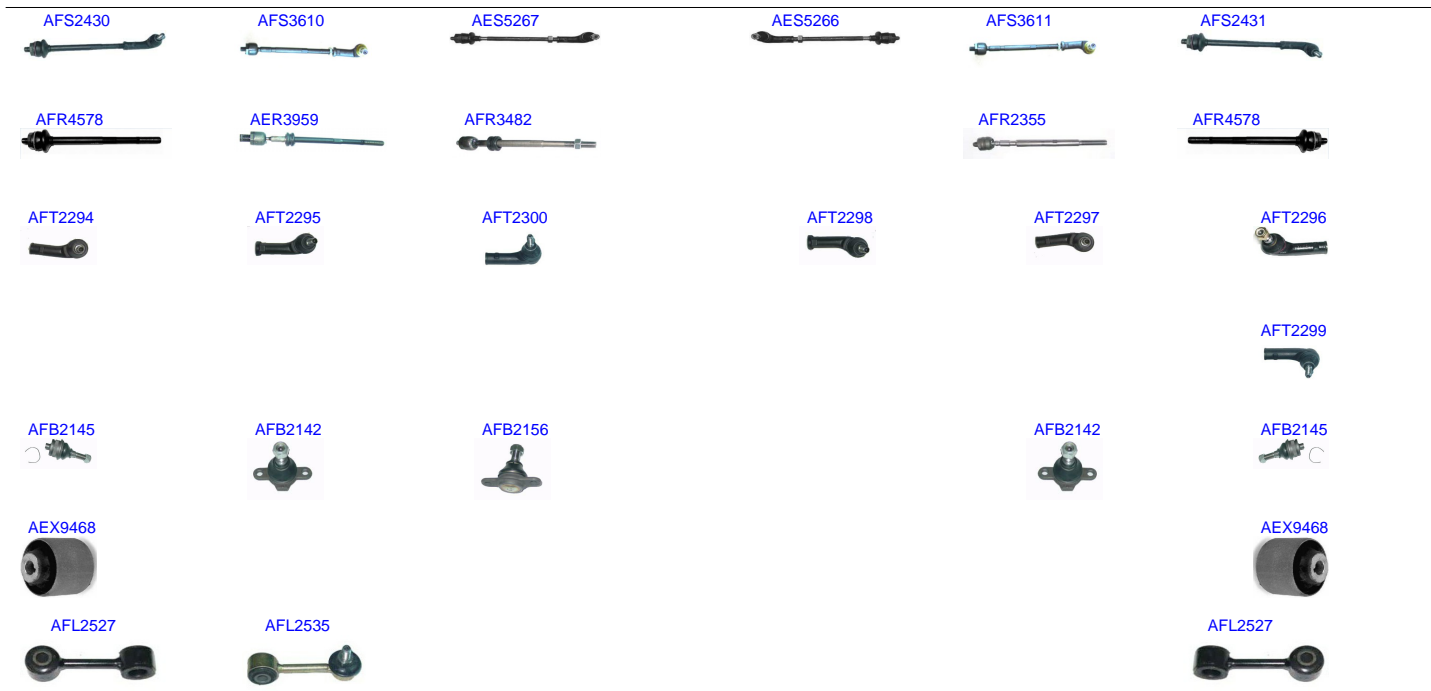 AFS2430 AFS3610 AES5267 AES5266 AFS3611 AFS2431
AFR4578 AER3959 AFR3482 AFR2355 AFR4578
AFT2294 AFT2295 AFT2300 AFT2298 AFT2297 AFT2296
AFT2299
AFB2145 AFB2142 AFB2156 AFB2142 AFB2145
AEX9468 AEX9468
AFL2527 AFL2535 AFL2527